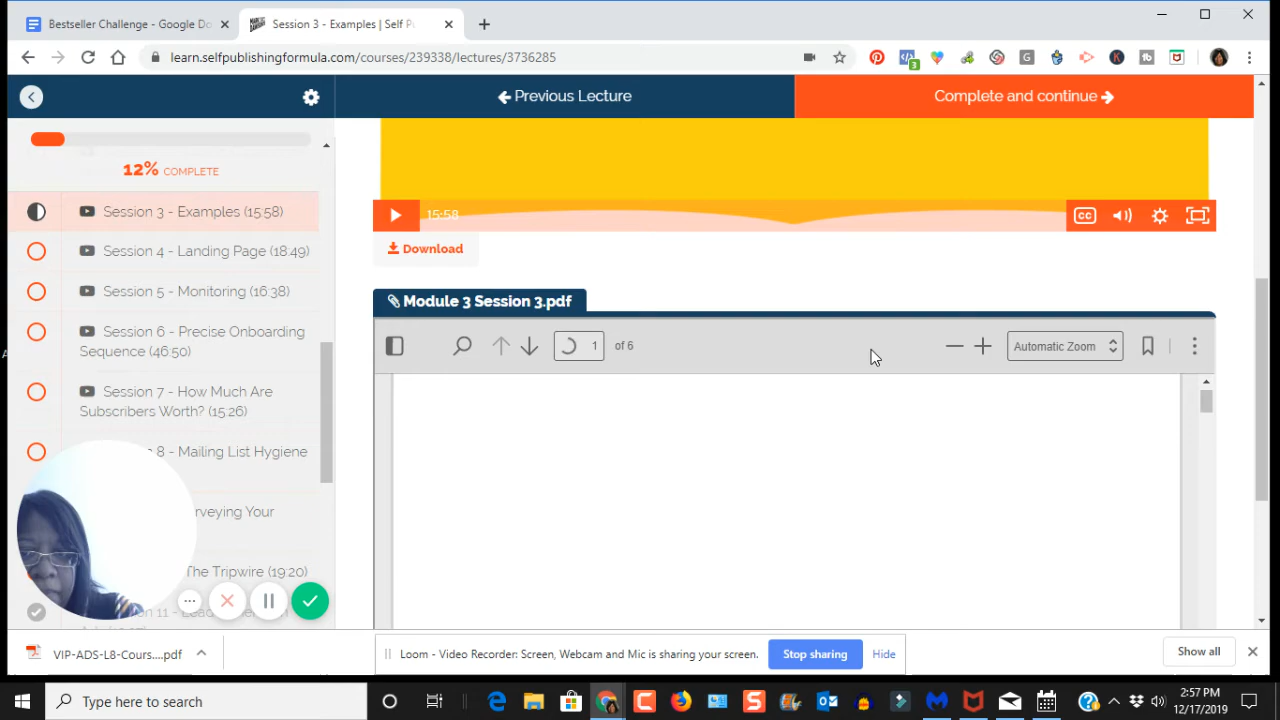 Bestseller Challenge - Google Do
Session 3 - Examples | Self P
learn.selfpublishingformula.com/courses/239338/lectures/3736285
3
Previous Lecture
Complete and continue
12% COMPLETE
Session 3 - Examples (15:58)
Session 4 - Landing Page (18:49)
Session 5 - Monitoring (16:38)
Session 6 - Precise Onboarding
Sequence (46:50)
Session 7 - How Much Are
Subscribers Worth? (15:26)
8 - Mailing List Hygiene
rveying Your
The Tripwire (19:20)
15:58
CC
Download
Module 3 Session 3.pdf
1 of 6
Automatic Zoom
VIP-ADS-L8-Cours....pdf
Loom - Video Recorder: Screen, Webcam and Mic is sharing your screen.
Stop sharing
Hide
Show all
Type here to search
2:57 PM
12/17/2019